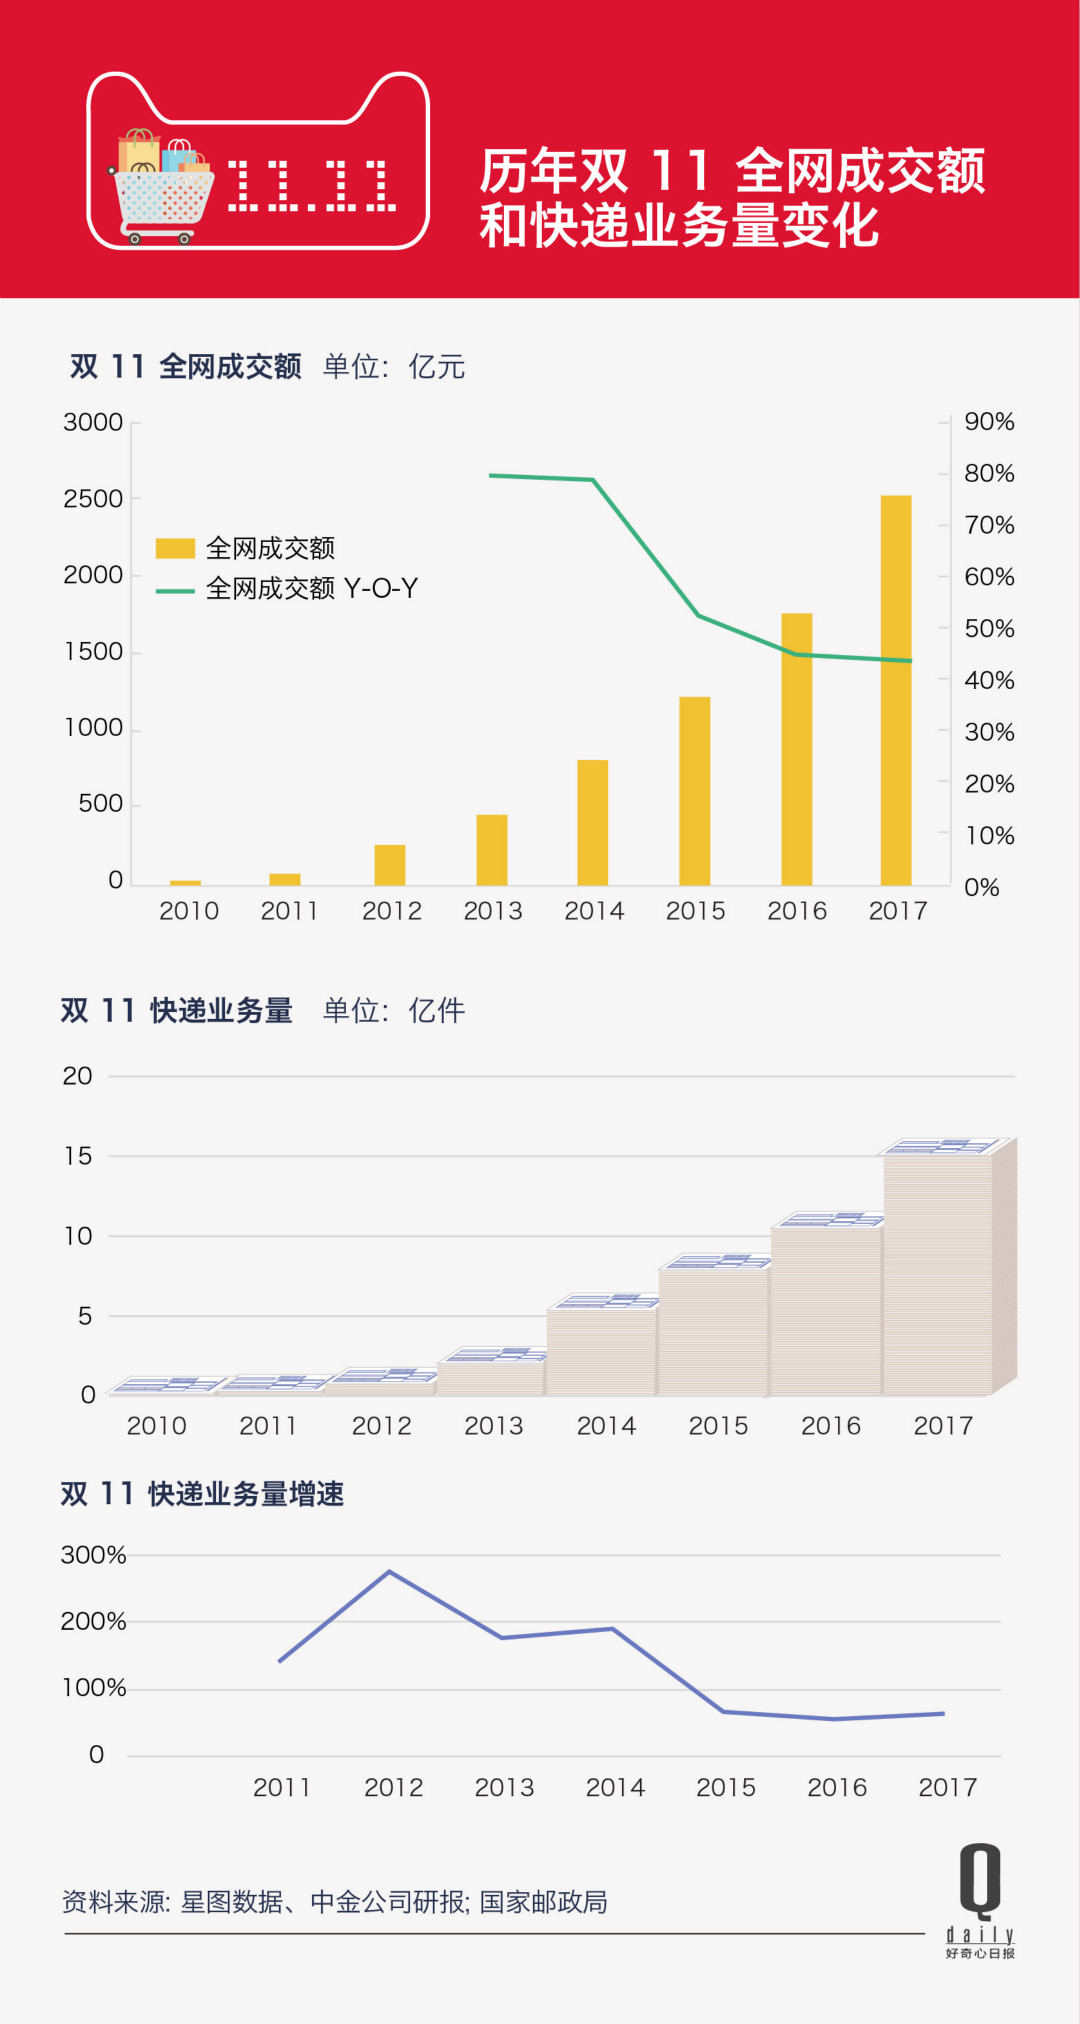 11.11
历年双 11 全网成交额
和快递业务量变化
双 11 全网成交额 单位：亿元
3000
2500
2000
1500
1000
500
0
90%
80%
70%
60%
50%
40%
30%
20%
10%
0%
全网成交额
全网成交额 Y-O-Y
2010 2011 2012 2013 2014 2015 2016 2017
双 11 快递业务量 单位：亿件
20
15
10
5
0
2010 2011 2012 2013 2014 2015 2016 2017
双 11 快递业务量增速
300%
200%
100%
0
2011 2012 2013 2014 2015 2016 2017
资料来源: 星图数据、中金公司研报; 国家邮政局
Q
daily
好奇心日报